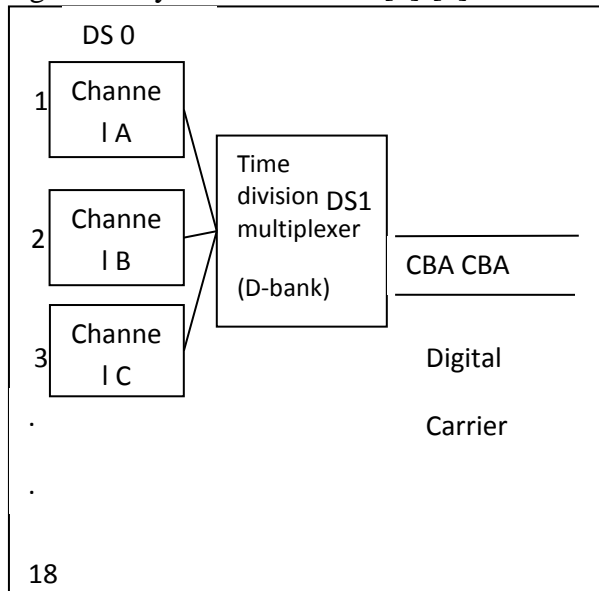 DS 0
1
Channe
l A
2
Channe
l B
3
Channe
l C
.
.
18
Time
division DS1
multiplexer
(D-bank)
CBA CBA
Digital
Carrier